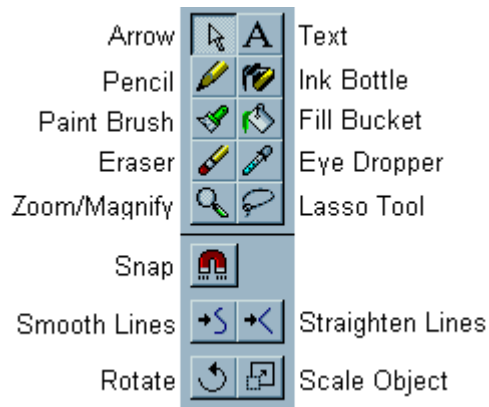 Arrow A Text
Pencil Ink Bottle
Paint Brush Fill Bucket
Eraser Eye Dropper
Zoom/Magnify Lasso Tool
Snap
Smooth Lines Straighten Lines
Rotate Scale Object